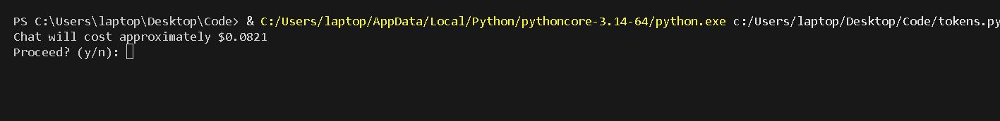 PS C:\Users\laptop\Desktop\Code> & C:/Users/laptop/AppData/Local/Python/pythoncore-3.14-64/python.exe c:/Users/laptop/Desktop/Code/tokens.py
Chat will cost approximately $0.0821
Proceed? (y/n):